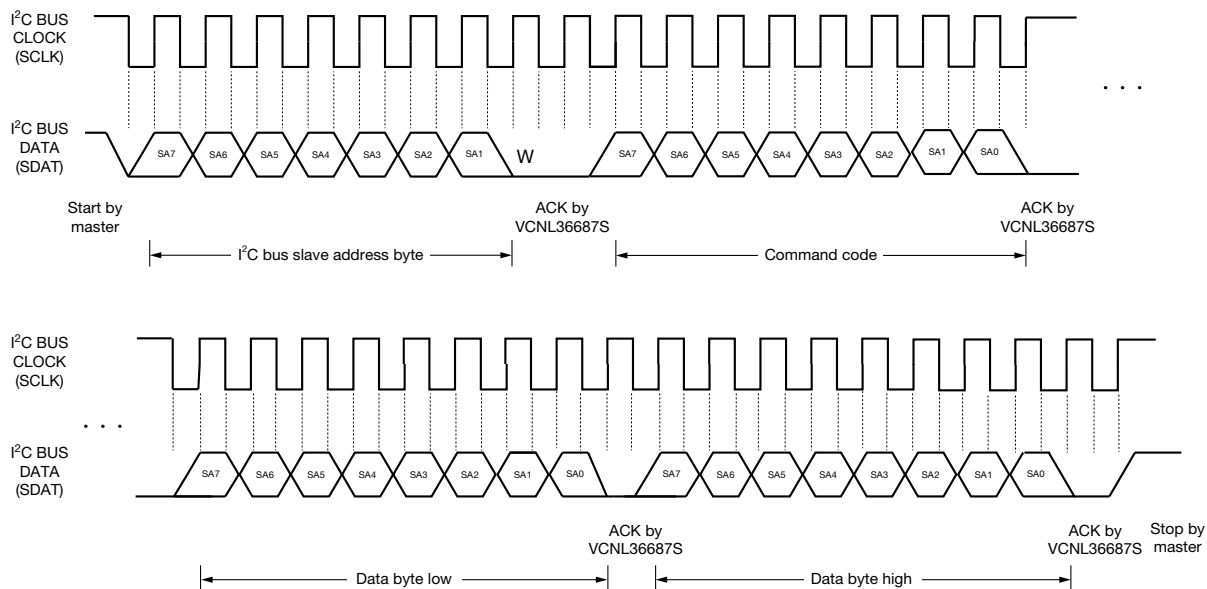 I²C BUS
CLOCK
(SCLK)
. . .
I²C BUS
DATA
(SDAT)
SA7 SA6 SA5 SA4 SA3 SA2 SA1 W SA7 SA6 SA5 SA4 SA3 SA2 SA1 SA0
Start by
master
ACK by
VCNL36687S
ACK by
VCNL36687S
I²C bus slave address byte
Command code
I²C BUS
CLOCK
(SCLK)
. . .
I²C BUS
DATA
(SDAT)
SA7 SA6 SA5 SA4 SA3 SA2 SA1 SA0 SA7 SA6 SA5 SA4 SA3 SA2 SA1 SA0
ACK by
VCNL36687S
ACK by
VCNL36687S
Stop by
master
Data byte low
Data byte high